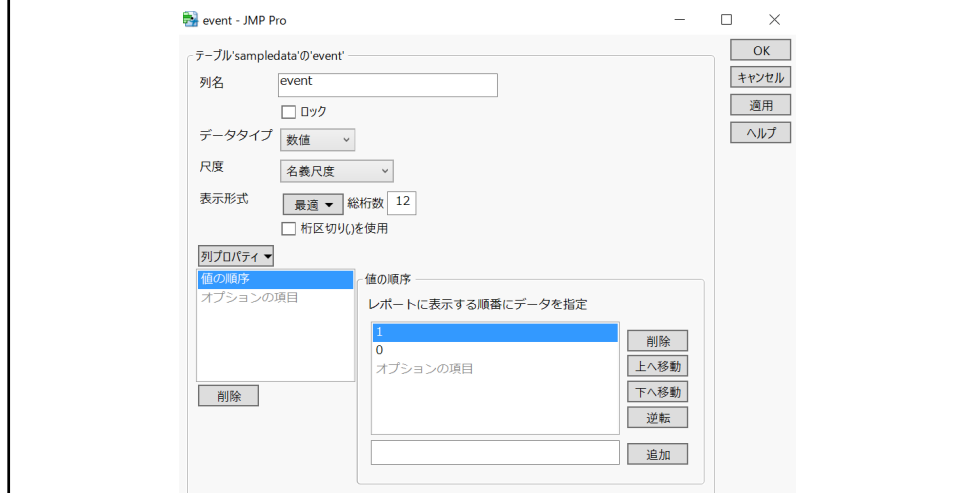 event - JMP Pro
テーブル'sampledata'の'event'
OK
列名
event
キャンセル
ロック
適用
データタイプ
数値
ヘルプ
尺度
名義尺度
表示形式
最適
総桁数
12
桁区切り(,)を使用
列プロパティ
値の順序
オプションの項目
削除
値の順序
レポートに表示する順番にデータを指定
1
0
オプションの項目
削除
上へ移動
下へ移動
逆転
追加